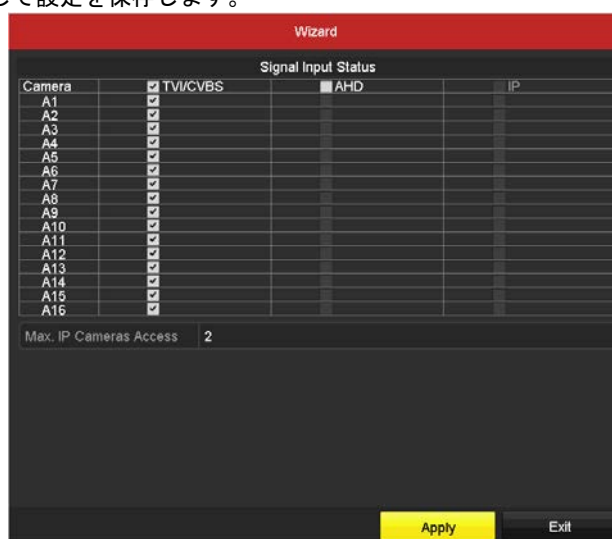 して設定を保存します。
Wizard
Signal Input Status
Camera TVI/CVBS AHD IP
A1
A2
A3
A4
A5
A6
A7
A8
A9
A10
A11
A12
A13
A14
A15
A16
Max. IP Cameras Access 2
Apply Exit